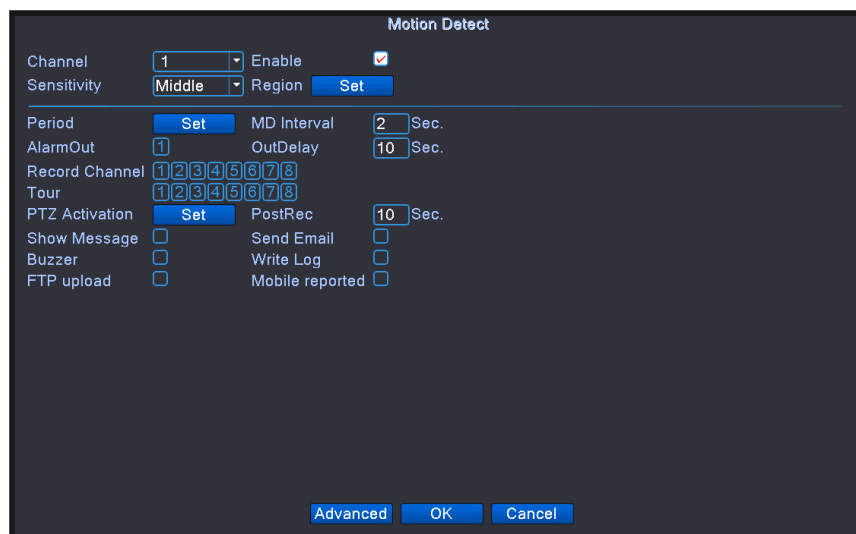 Motion Detect
Channel 1 Enable
Sensitivity Middle Region Set
Period Set MD Interval 2 Sec.
AlarmOut 1 OutDelay 10 Sec.
Record Channel 1 2 3 4 5 6 7 8
Tour 1 2 3 4 5 6 7 8
PTZ Activation Set PostRec 10 Sec.
Show Message Send Email
Buzzer Write Log
FTP upload Mobile reported
Advanced OK Cancel